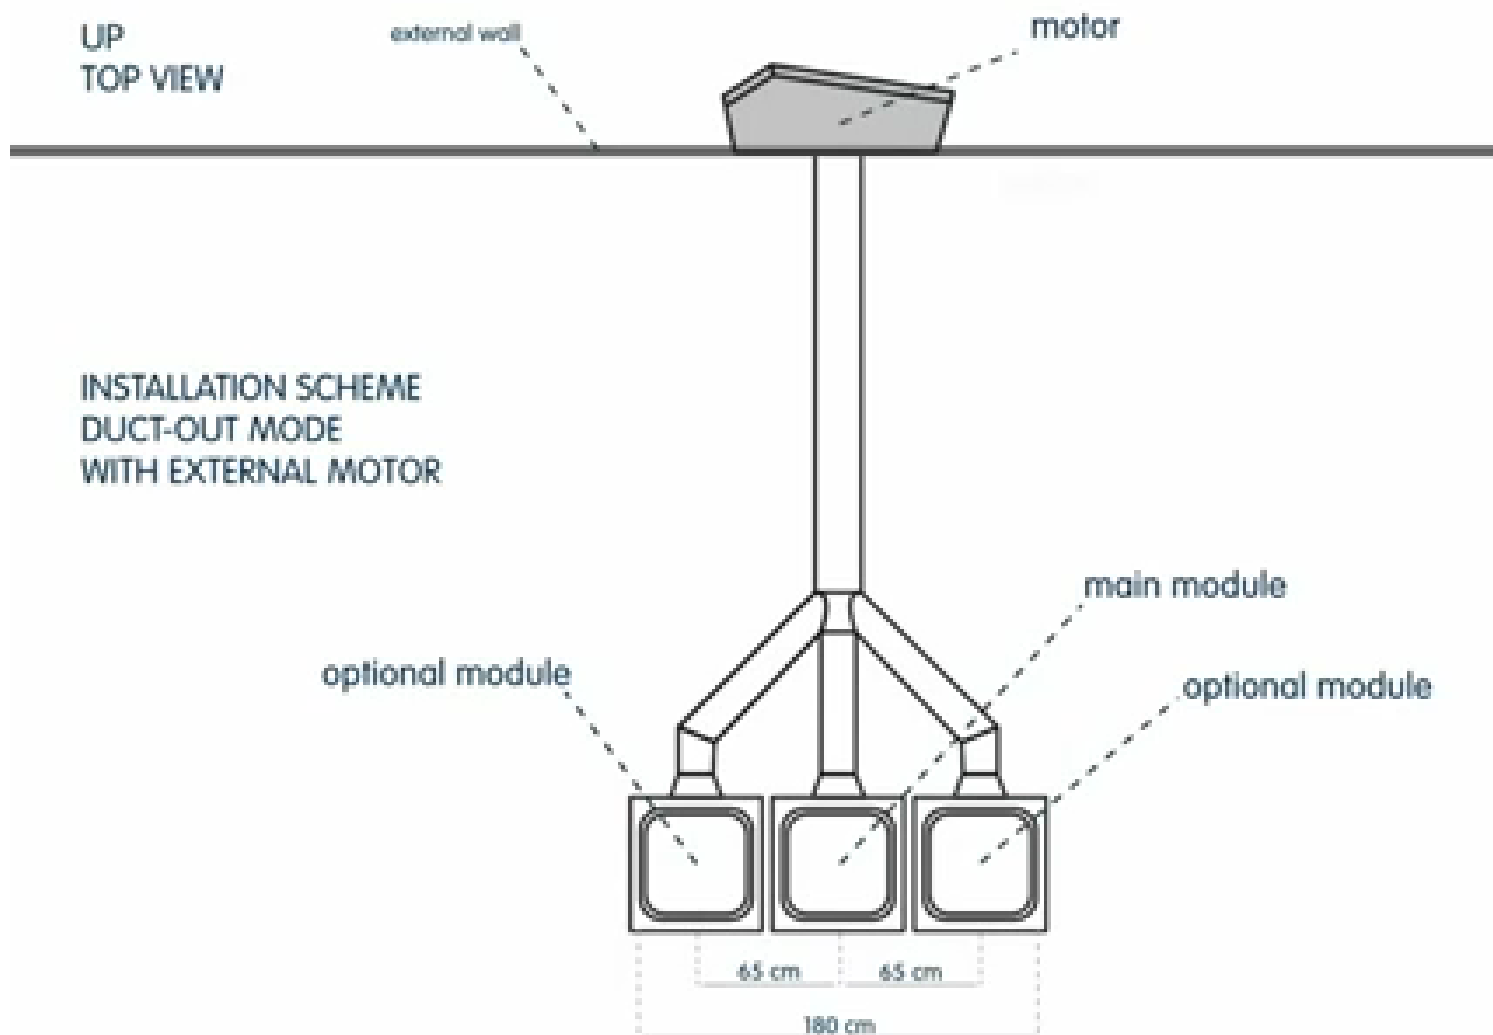 UP
TOP VIEW
external wall
motor
INSTALLATION SCHEME
DUCT-OUT MODE
WITH EXTERNAL MOTOR
main module
optional module
optional module
65 cm
65 cm
180 cm